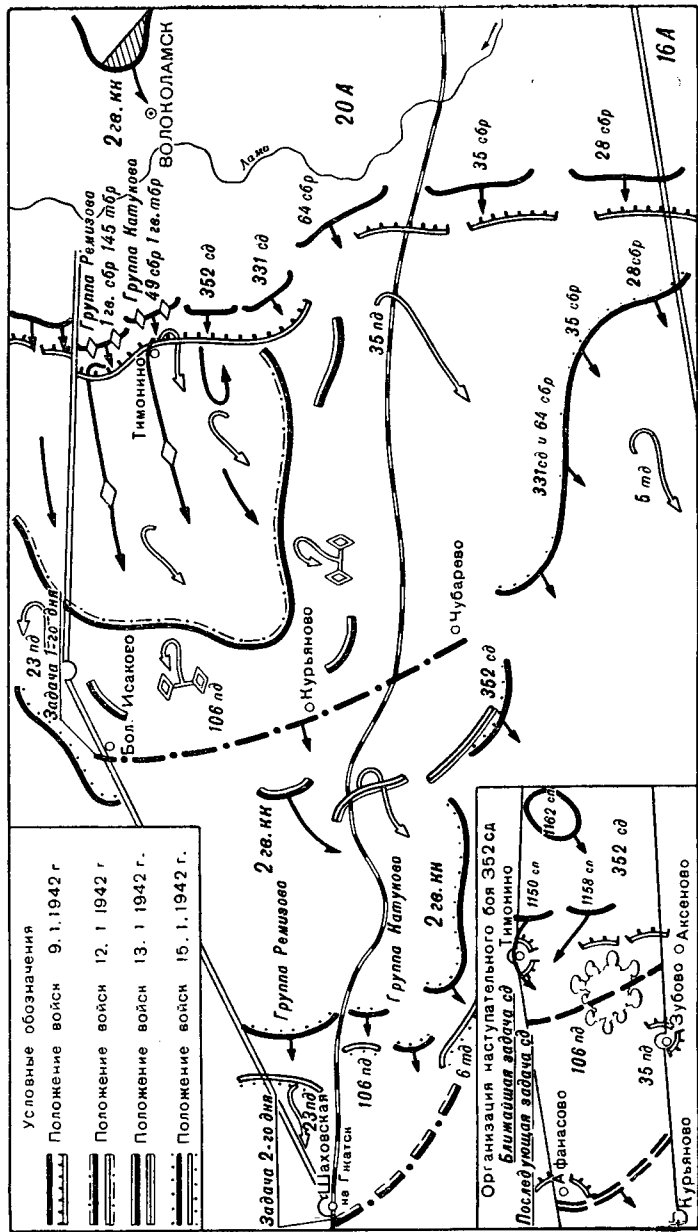 Условные обозначения
Положение войск 9.1.1942 г
Положение войск 12. 1 1942 г
Положение войск 13. 1 1942 г.
Положение войск 15. 1. 1942 г.
23 пд
Задача 1-го дня
Бол. Исаково
106 пд
Курьяново
Чубарево
Группа Ремизова
1 гв. сбр 145 тбр
Группа Катукова
49 сбр 1 гв. тбр
Тимонино
352 сд
331 сд
64 сбр
2 гв. кк
ВОЛОКОЛАМСК
Лама
20 А
35 пд
35 сбр
28 сбр
16 А
35 сбр
28 сбр
331 сд и 64 сбр
5 тд
352 сд
2 гв. кк
Группа Ремизова
Группа Катукова
2 гв. кк
Задача 2-го дня
23 пд
Шаховская
на Гжатск
106 пд
6 тд
Организация наступательного боя 352 сд
Ближайшая задача сд
Последующая задача сд
Тимонино
1150 сп
1162 сп
1158 сп
352 сд
Афанасово
106 пд
35 пд
Зубово
Аксеново
Курьяново